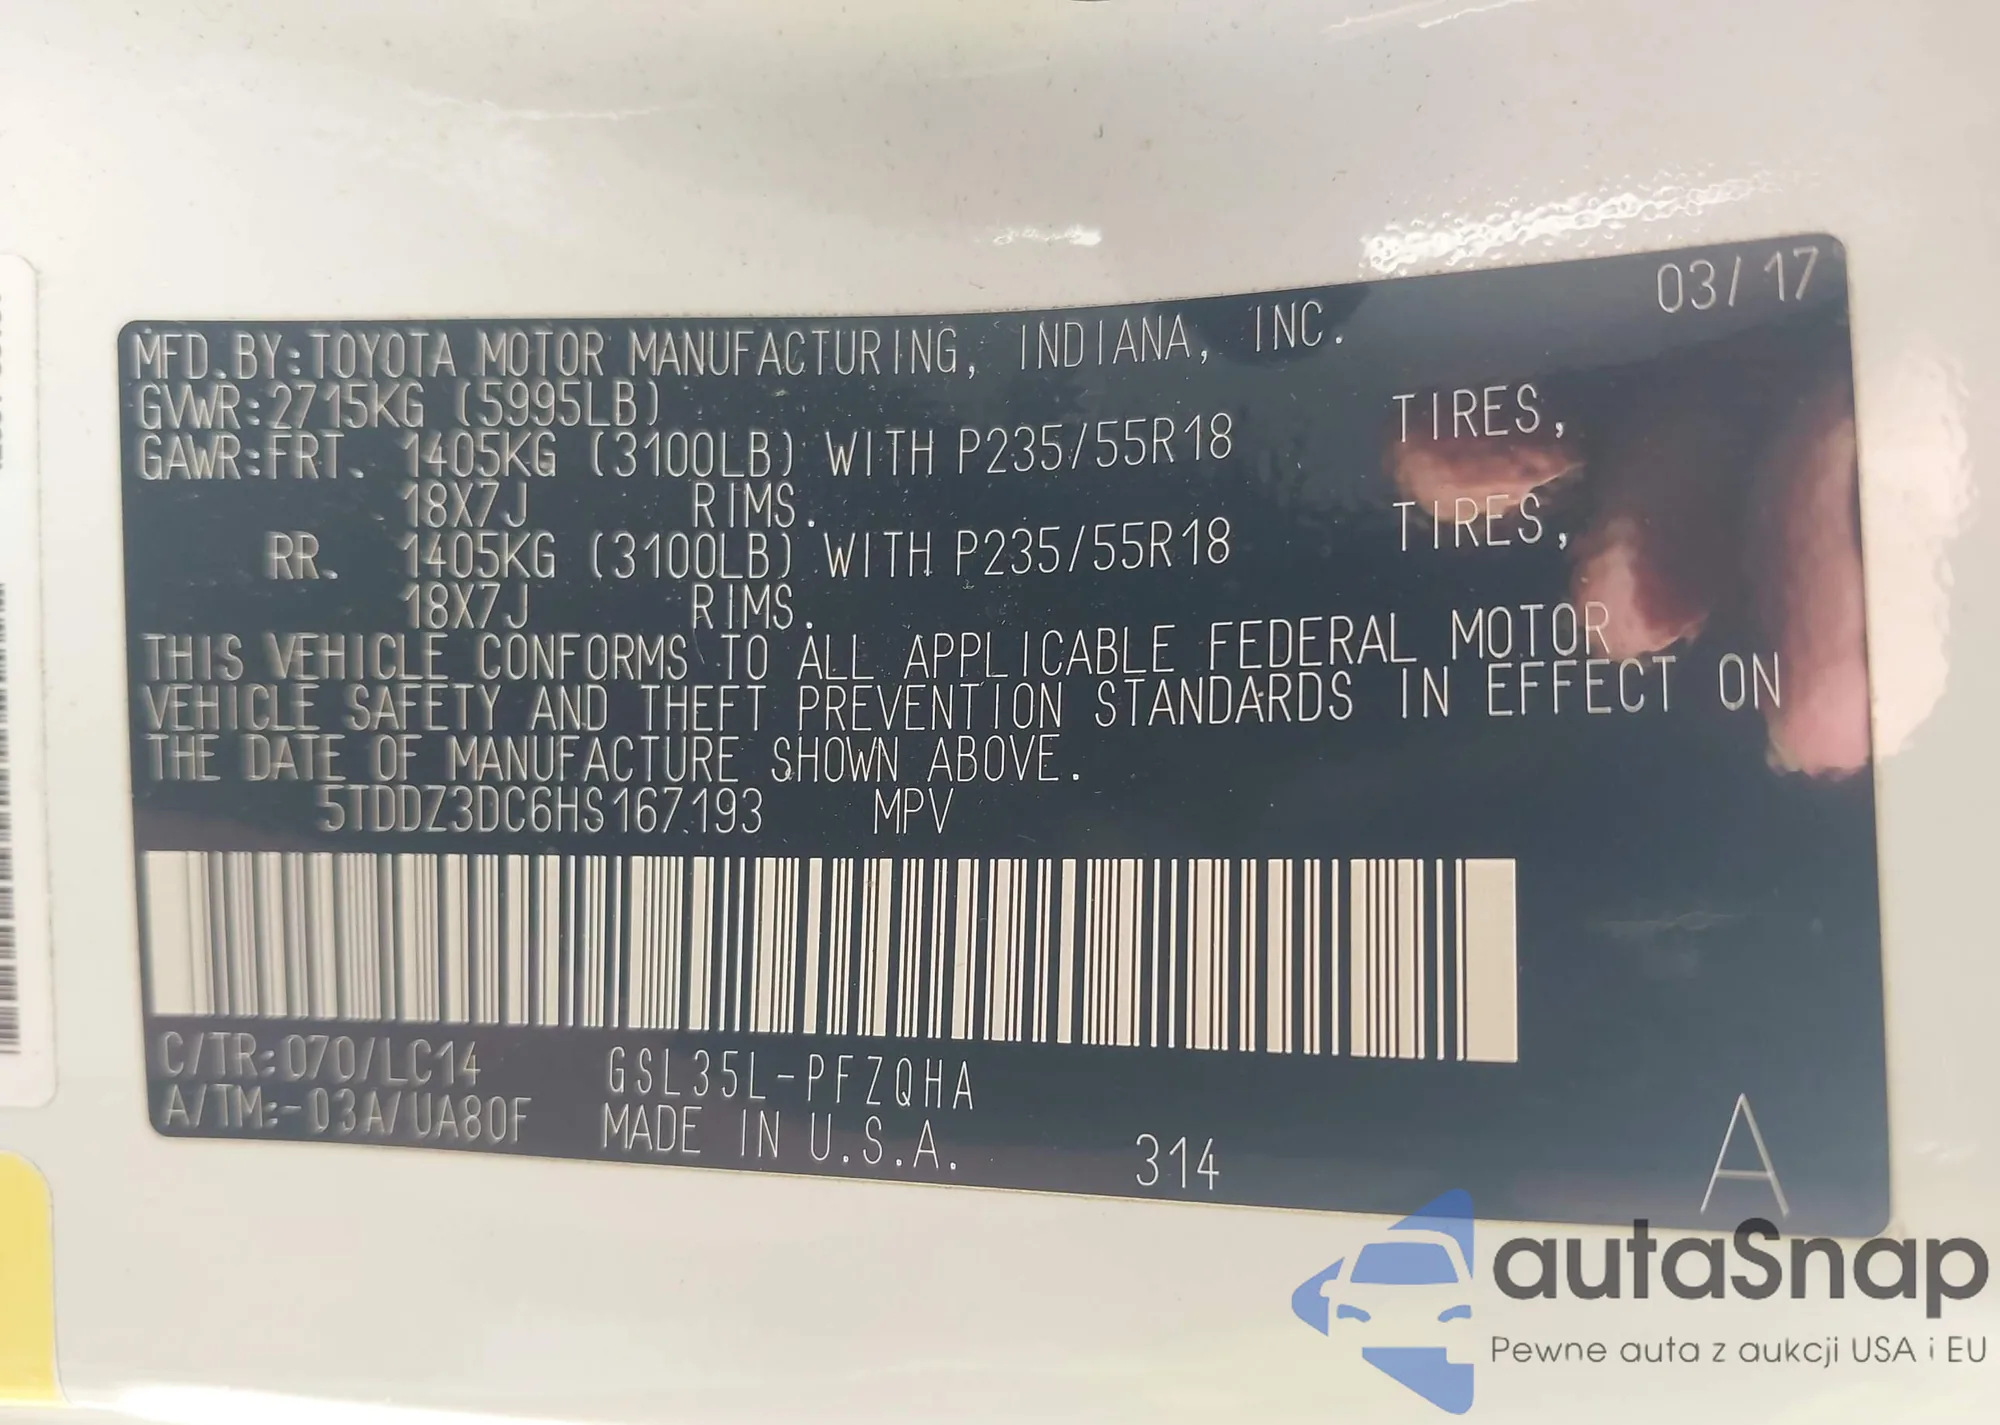 03/17
MFD.BY:TOYOTA MOTOR MANUFACTURING, INDIANA, INC.
GVWR:2715KG (5995LB)
GAWR:FRT. 1405KG (3100LB) WITH P235/55R18 TIRES,
18X7J RIMS.
RR. 1405KG (3100LB) WITH P235/55R18 TIRES,
18X7J RIMS.
THIS VEHICLE CONFORMS TO ALL APPLICABLE FEDERAL MOTOR
VEHICLE SAFETY AND THEFT PREVENTION STANDARDS IN EFFECT ON
THE DATE OF MANUFACTURE SHOWN ABOVE.
5TDDZ3DC6HS167193 MPV
C/TR:070/LC14 GSL35L-PFZQHA
A/TM:-03A/UA80F MADE IN U.S.A. 314 A
autaSnap
Pewne auta z aukcji USA i EU